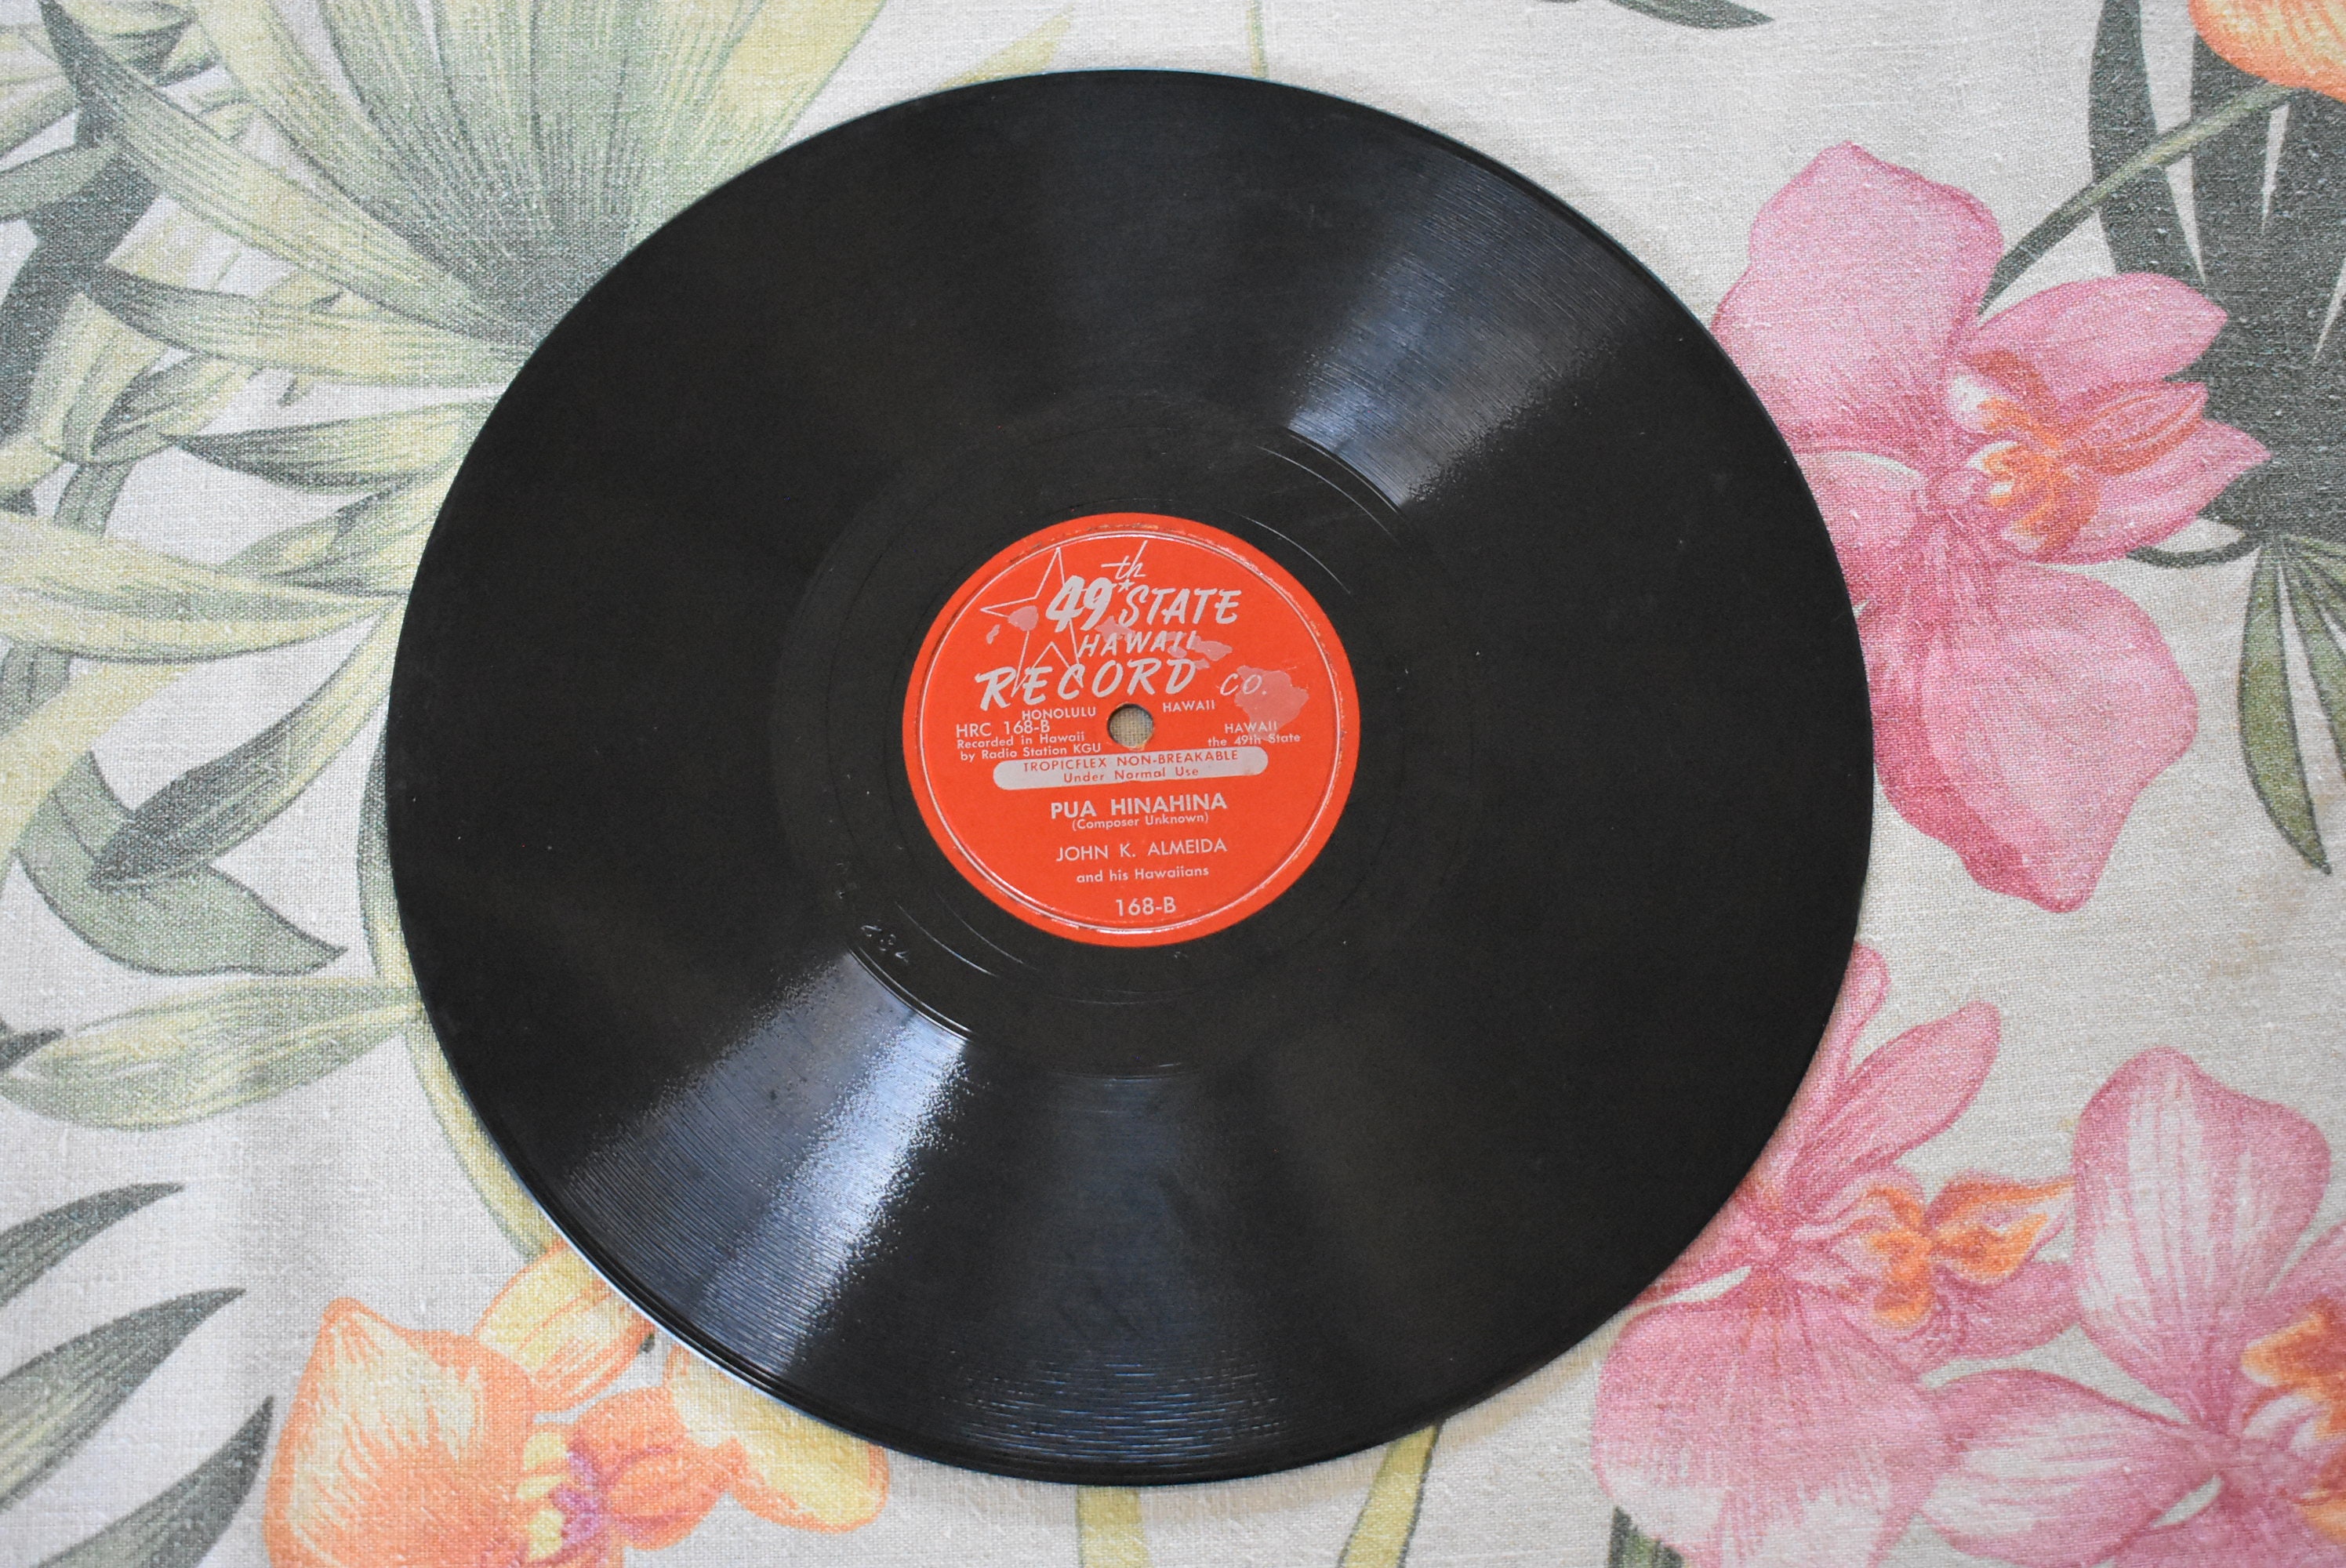 49th STATE
HAWAII
RECORD CO.
HONOLULU HAWAII
HRC 168-B
Recorded in Hawaii
by Radio Station KGU
HAWAII
the 49th State
TROPICFLEX NON-BREAKABLE
Under Normal Use
PUA HINAHINA
(Composer Unknown)
JOHN K. ALMEIDA
and his Hawaiians
168-B